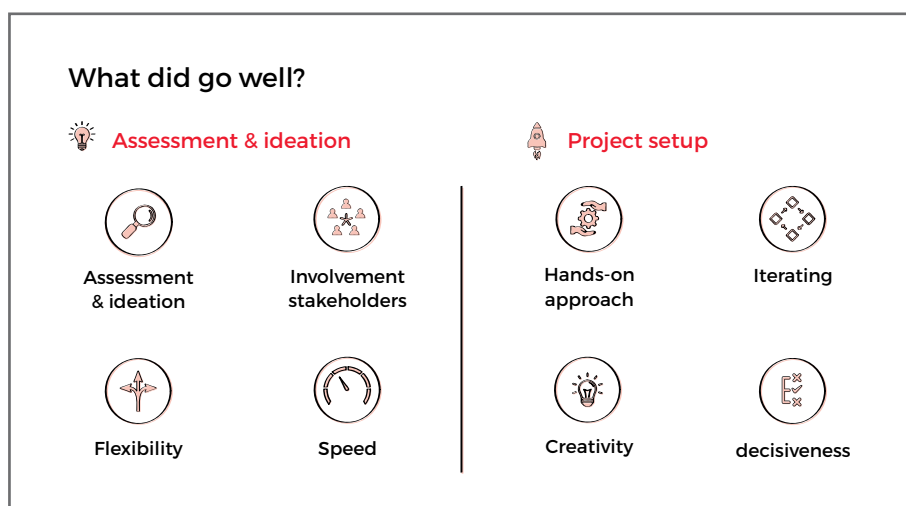 What did go well?
Assessment & ideation
Assessment
& ideation
Involvement
stakeholders
Flexibility
Speed
Project setup
Hands-on
approach
Iterating
Creativity
decisiveness